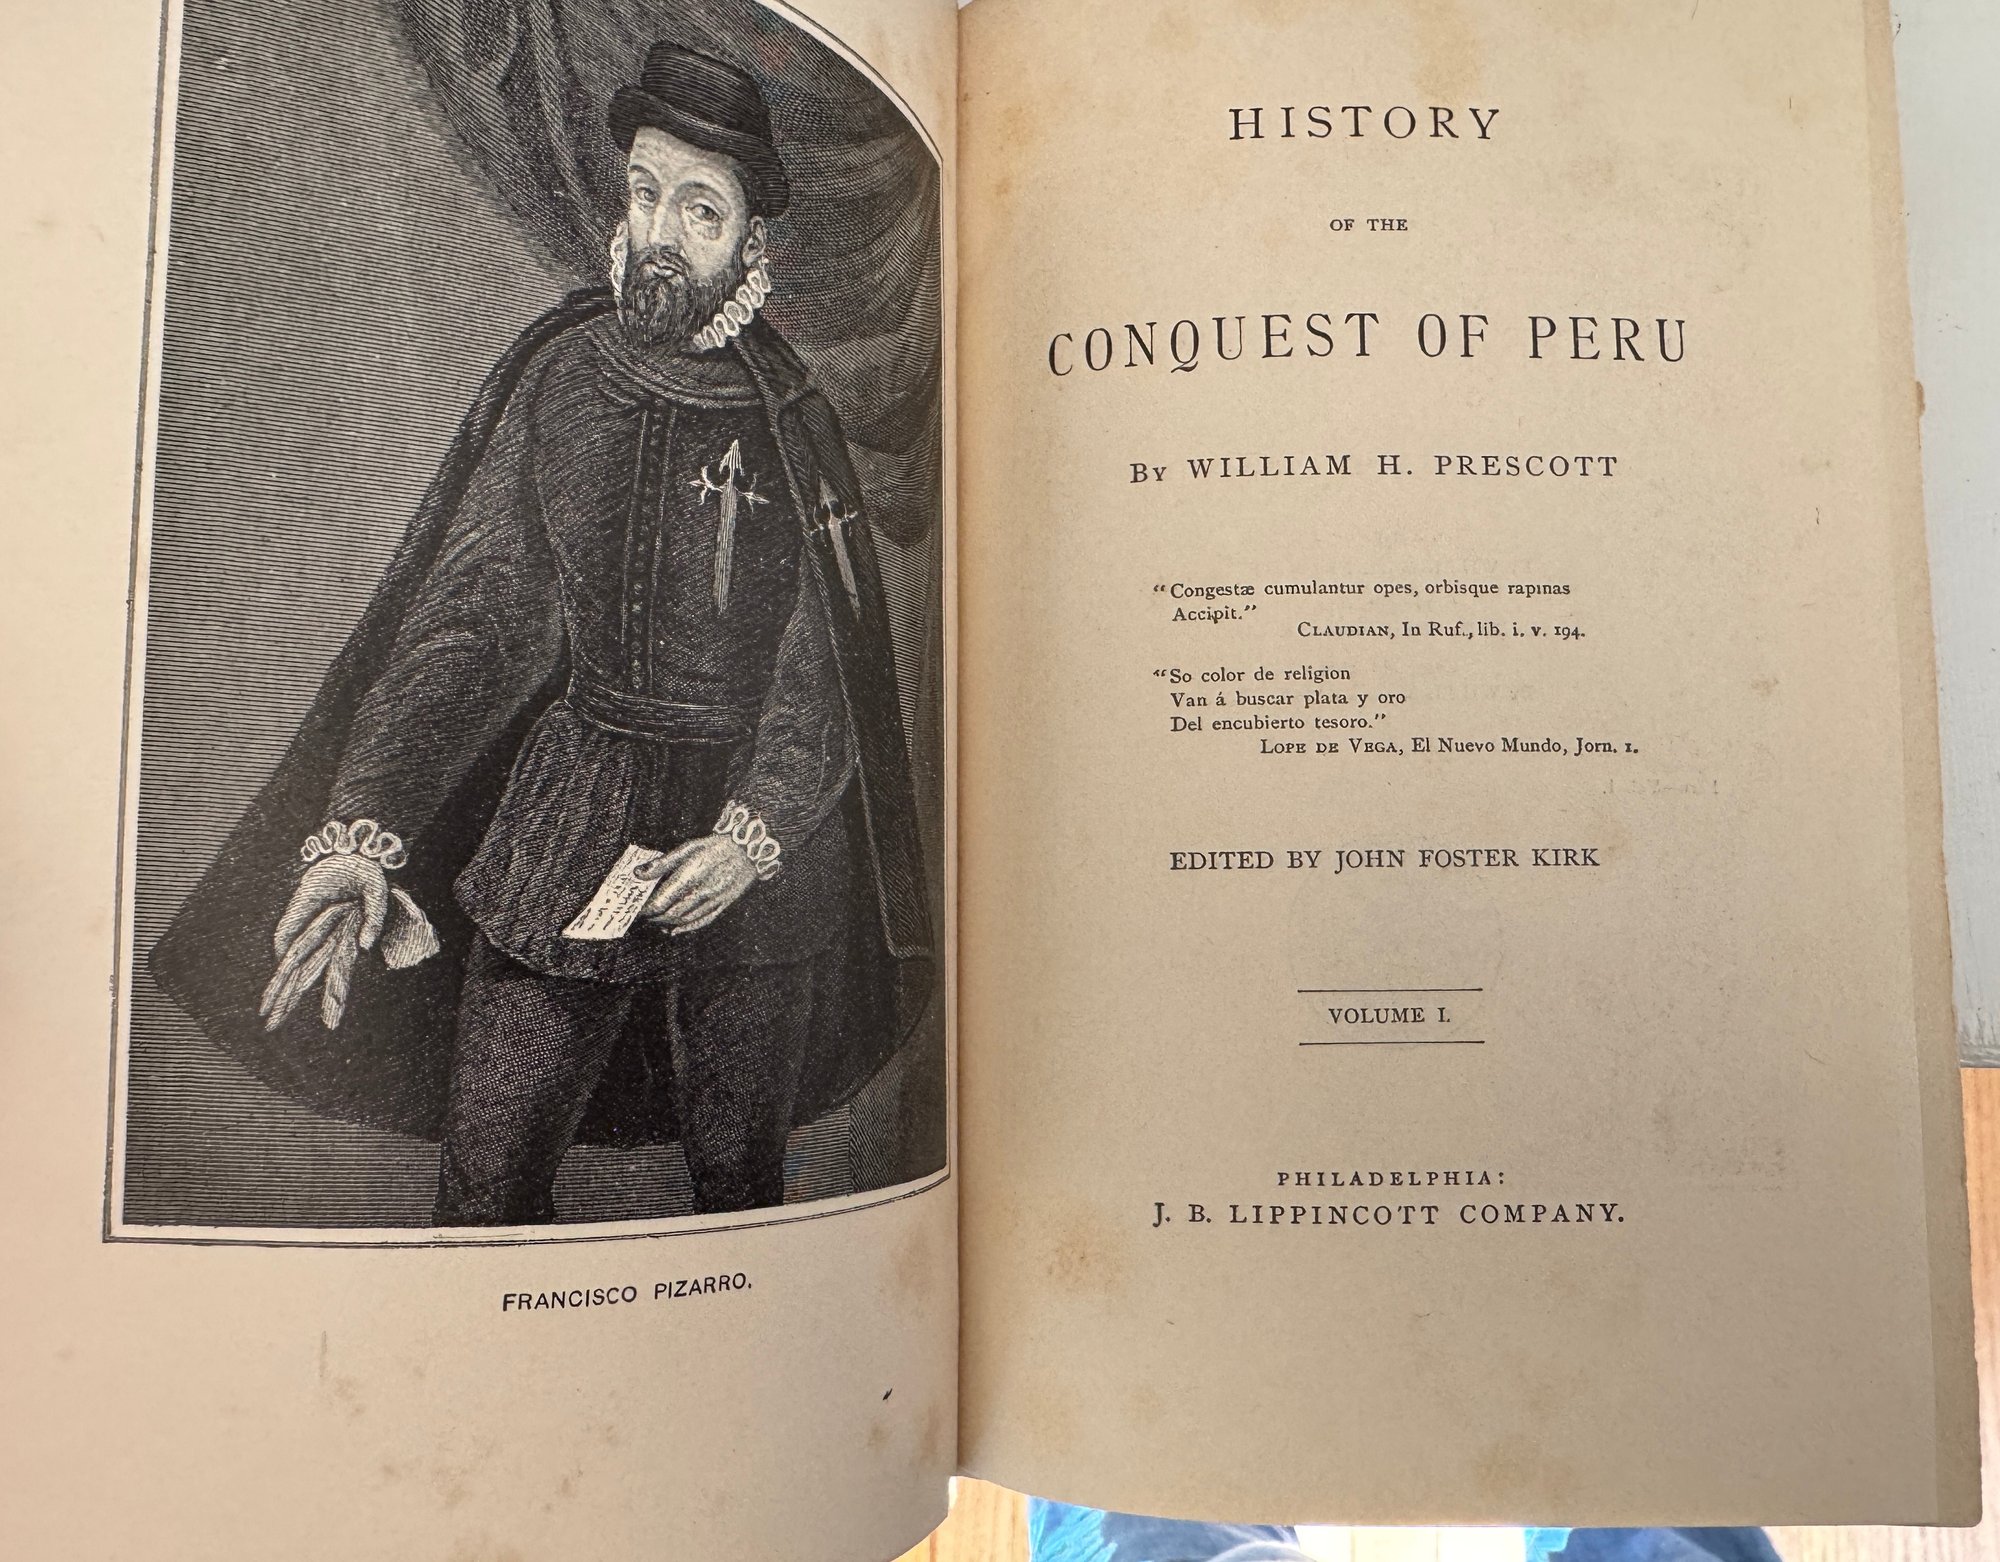 FRANCISCO PIZARRO.
HISTORY
OF THE
CONQUEST OF PERU
By WILLIAM H. PRESCOTT
“Congestæ cumulantur opes, orbisque rapinas
Accipit.”
CLAUDIAN, In Ruf., lib. i. v. 194.
“So color de religion
Van á buscar plata y oro
Del encubierto tesoro.”
LOPE DE VEGA, El Nuevo Mundo, Jorn. 1.
EDITED BY JOHN FOSTER KIRK
VOLUME I.
PHILADELPHIA:
J. B. LIPPINCOTT COMPANY.